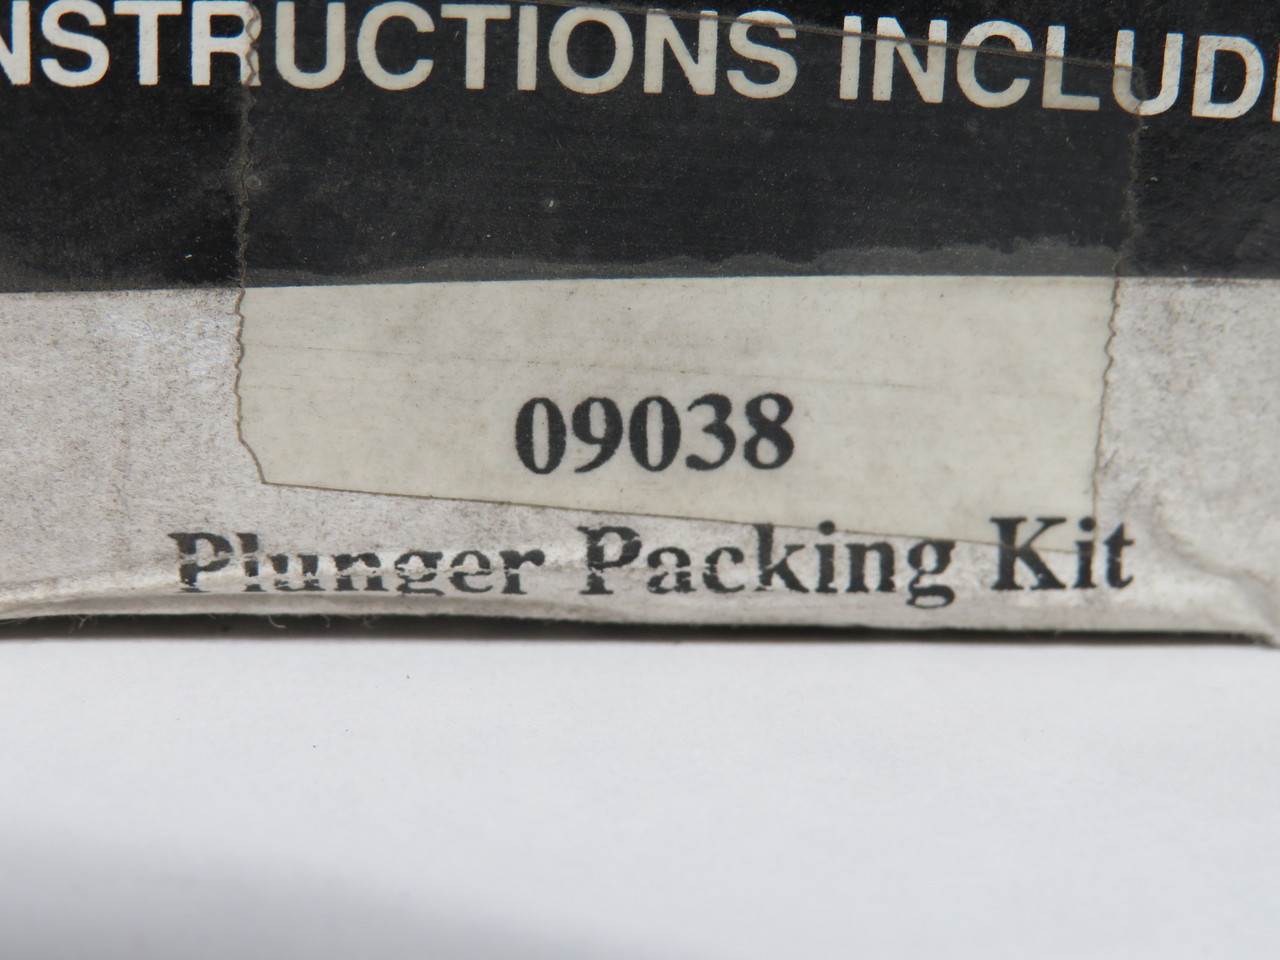 NSTRUCTIONS INCLUD
09038
Plunger Packing Kit